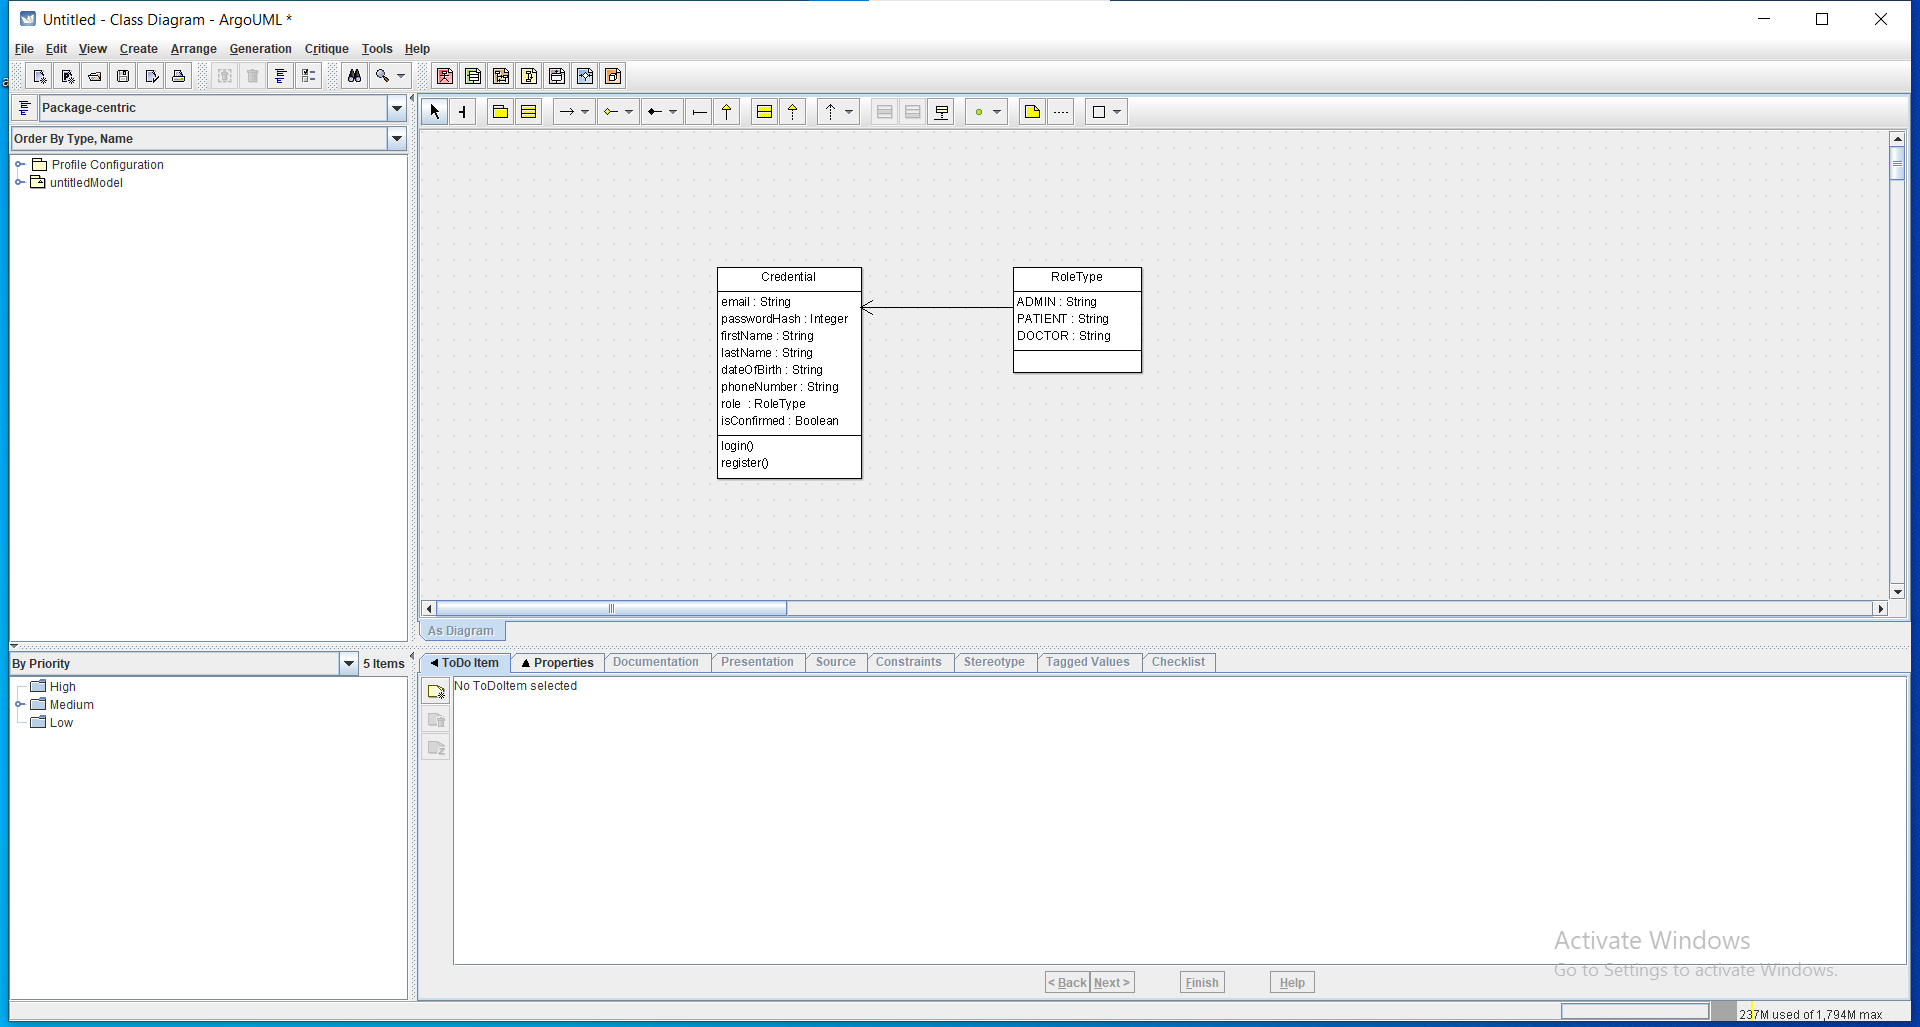 Untitled - Class Diagram - ArgoUML *
File Edit View Create Arrange Generation Critique Tools Help
Package-centric
Order By Type, Name
Profile Configuration
untitledModel
Credential
email : String
passwordHash : Integer
firstName : String
lastName : String
dateOfBirth : String
phoneNumber : String
role : RoleType
isConfirmed : Boolean
login()
register()
RoleType
ADMIN : String
PATIENT : String
DOCTOR : String
As Diagram
By Priority 5 Items
High
Medium
Low
ToDo Item Properties Documentation Presentation Source Constraints Stereotype Tagged Values Checklist
No ToDoItem selected
< Back Next > Finish Help
Activate Windows
Go to Settings to activate Windows.
237M used of 1,794M max